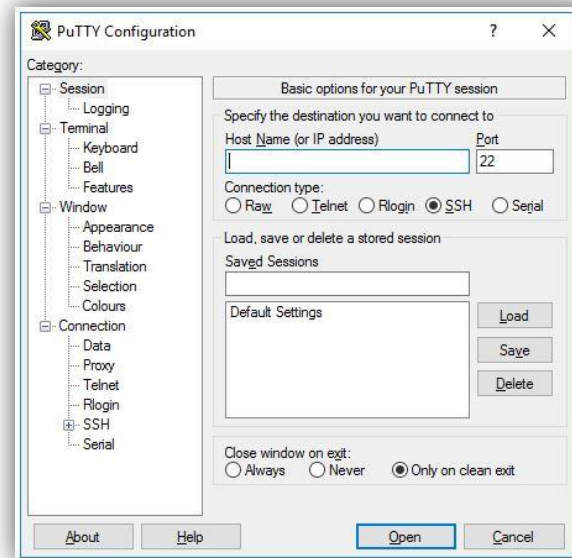 PuTTY Configuration
?
Category:
Session
Logging
Terminal
Keyboard
Bell
Features
Window
Appearance
Behaviour
Translation
Selection
Colours
Connection
Data
Proxy
Telnet
Rlogin
SSH
Serial
Basic options for your PuTTY session
Specify the destination you want to connect to
Host Name (or IP address) Port
22
Connection type:
Raw Telnet Rlogin SSH Serial
Load, save or delete a stored session
Saved Sessions
Default Settings
Load
Save
Delete
Close window on exit:
Always Never Only on clean exit
About Help Open Cancel